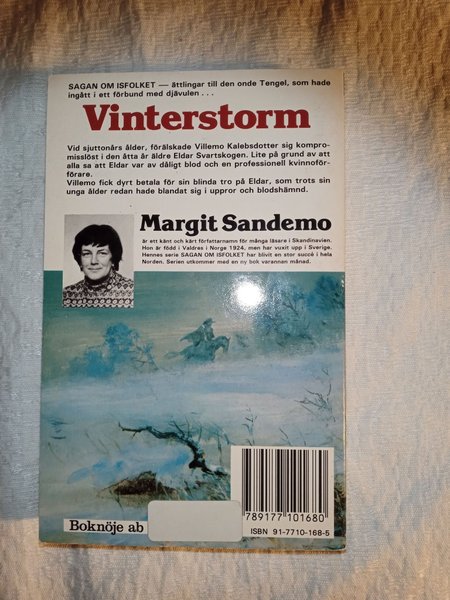 SAGAN OM ISFOLKET — ättlingar till den onde Tengel, som hade
ingått i ett förbund med djävulen . . .
Vinterstorm
Vid sjuttonårs ålder, förälskade Villemo Kalebsdotter sig kompro-
misslöst i den åtta år äldre Eldar Svartskogen. Lite på grund av att
alla sa att Eldar var av dåligt blod och en professionell kvinnoför-
förare.
Villemo fick dyrt betala för sin blinda tro på Eldar, som trots sin
unga ålder redan hade blandat sig i uppror och blodshämnd.
Margit Sandemo
är ett känt och kärt författarnamn för många läsare i Skandinavien.
Hon är född i Valdres i Norge 1924, men har vuxit upp i Sverige.
Hennes serie SAGAN OM ISFOLKET har blivit en stor succé i hela
Norden. Serien utkommer med en ny bok varannan månad.
789177101680
Boknöje ab
ISBN 91-7710-168-5